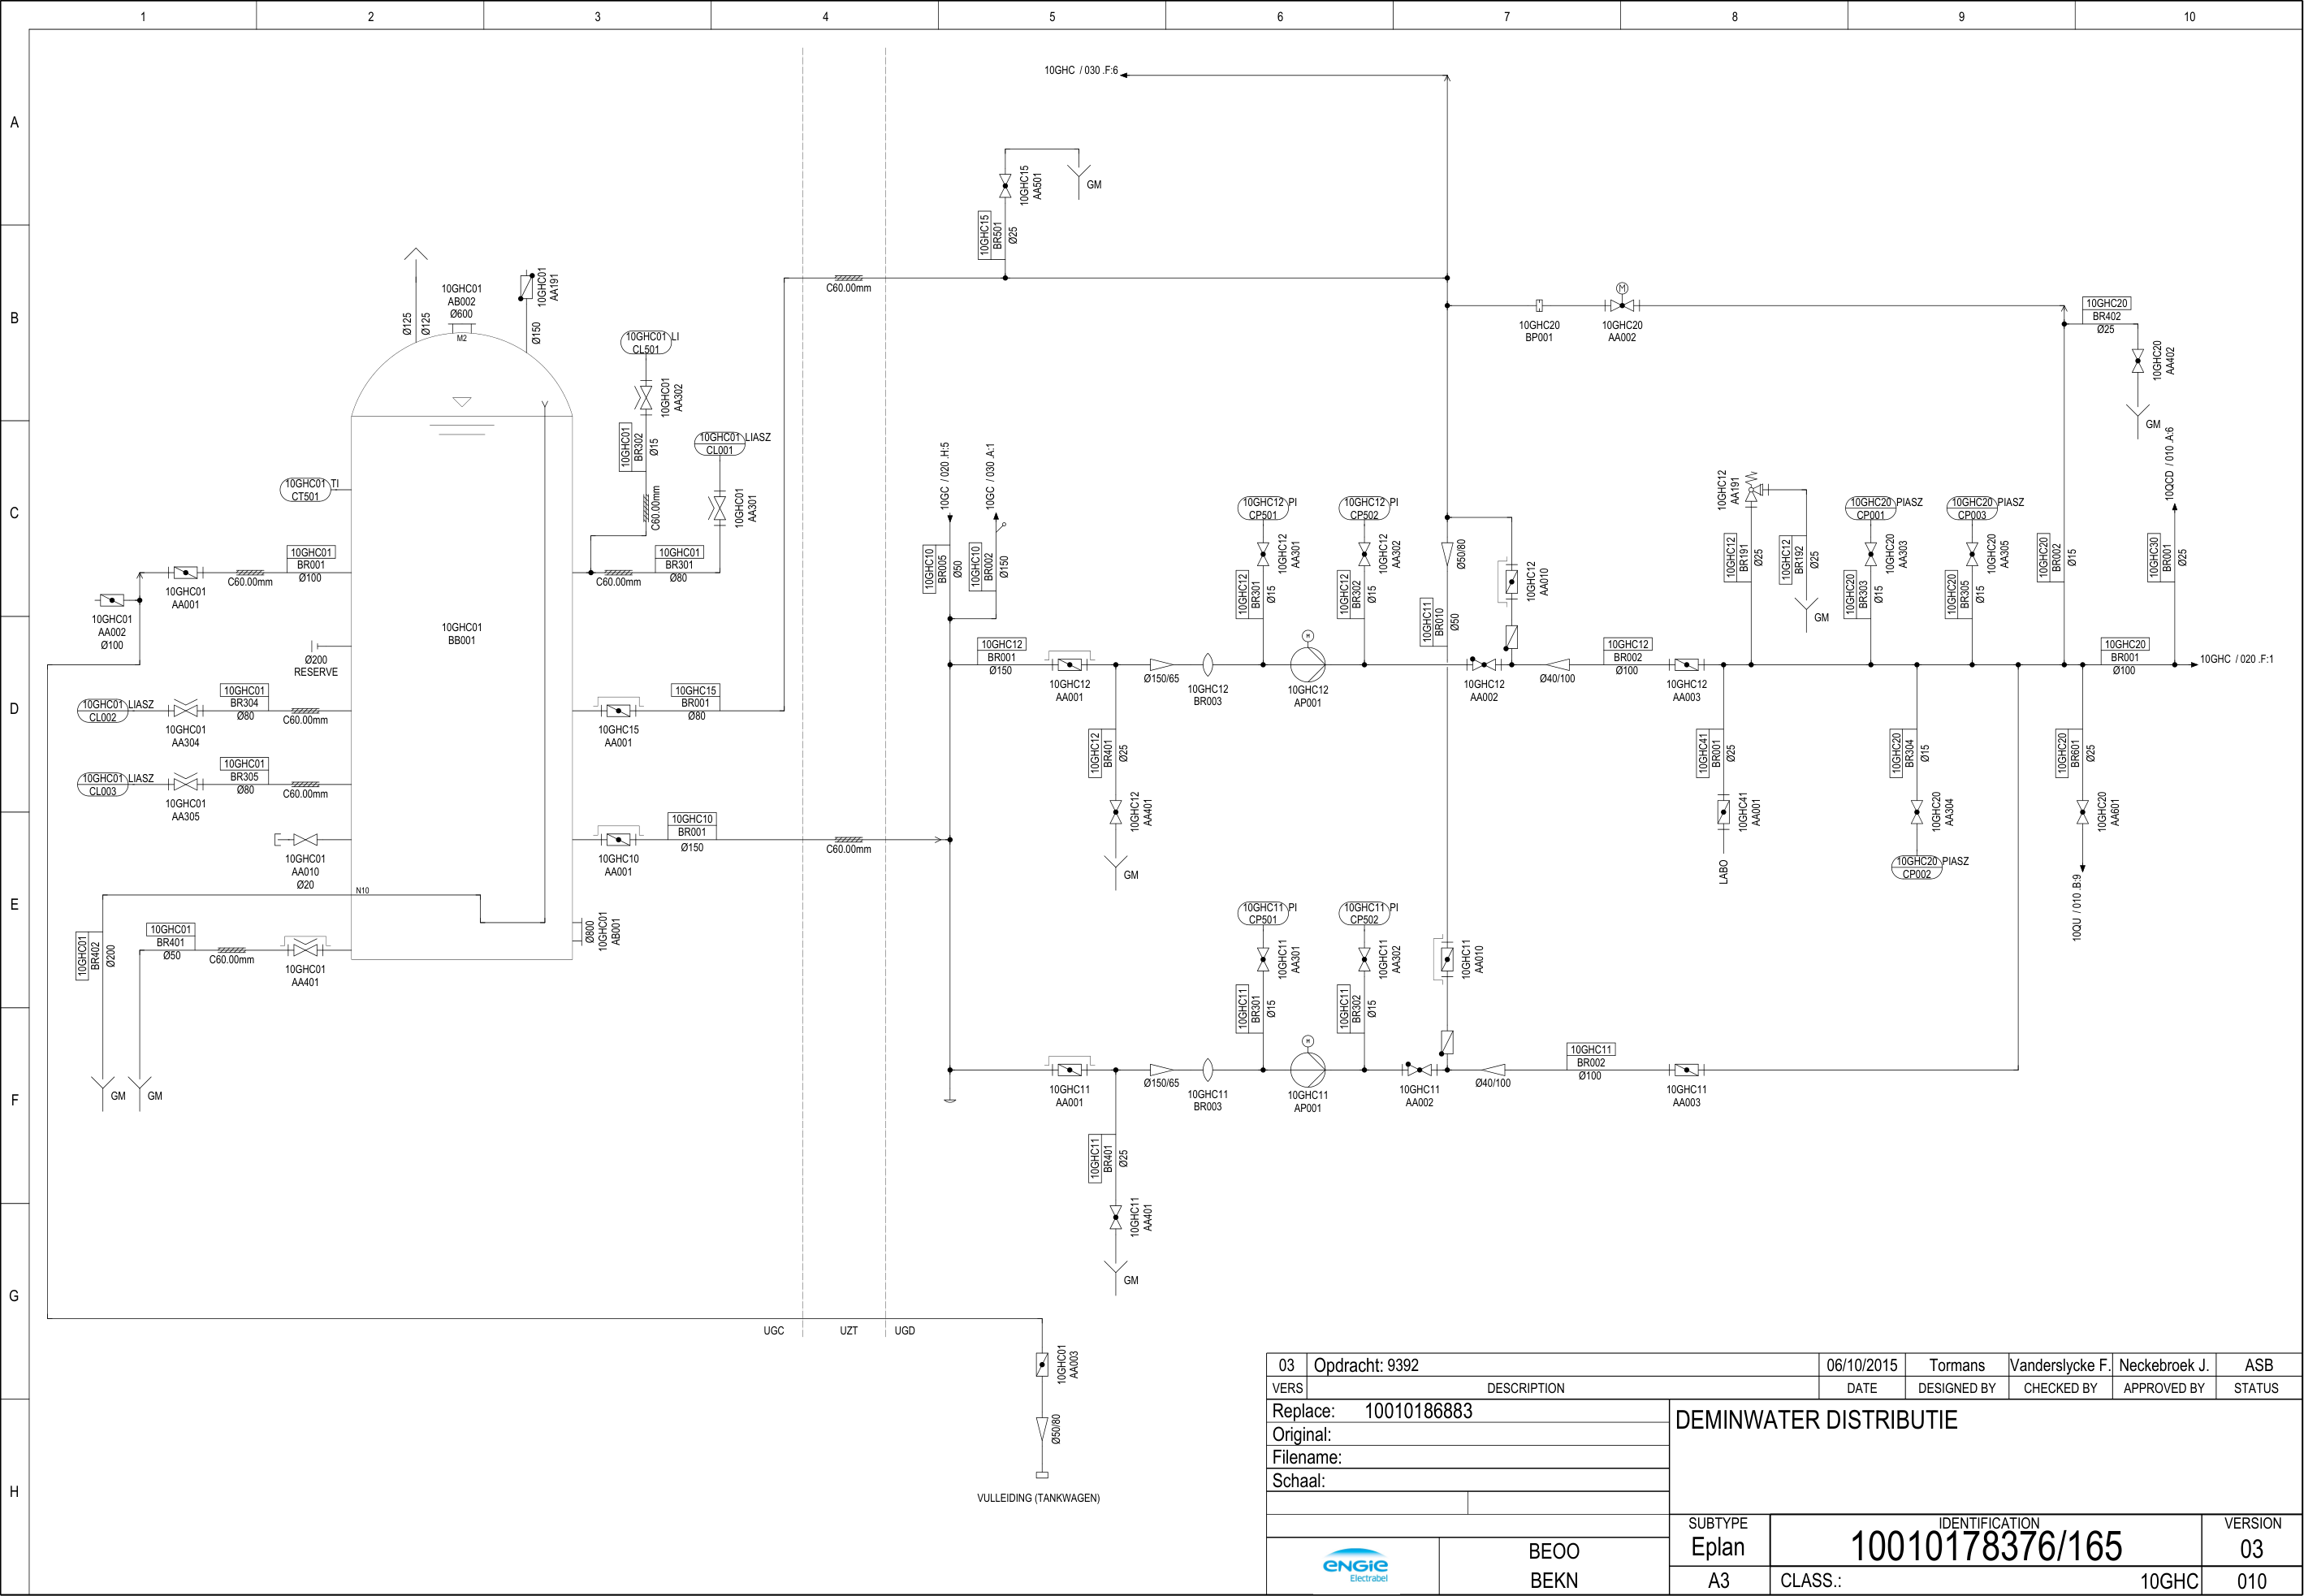 1 2 3 4 5 6 7 8 9 10
A
B
C
D
E
F
G
H
10GHC / 030 .F:6
10GHC15
AA501
GM
10GHC15
BR501
Ø25
C60.00mm
Ø125
Ø125
10GHC01
AB002
Ø600
M2
10GHC01
AA191
Ø150
10GHC01 LI
CL501
10GHC01
AA302
10GHC01
BR302
Ø15
C60.00mm
10GHC01 LIASZ
CL001
10GHC01
AA301
10GHC01 TI
CT501
10GHC01
BR001
Ø100
C60.00mm
10GHC01
AA001
10GHC01
AA002
Ø100
C60.00mm
10GHC01
BR301
Ø80
10GHC01
BB001
Ø200
RESERVE
10GHC01 LIASZ
CL002
10GHC01
AA304
10GHC01
BR304
Ø80
C60.00mm
10GHC01 LIASZ
CL003
10GHC01
AA305
10GHC01
BR305
Ø80
C60.00mm
10GHC01
AA010
Ø20
N10
10GHC01
BR402
Ø200
10GHC01
BR401
Ø50
C60.00mm
10GHC01
AA401
GM
GM
10GHC15
AA001
10GHC15
BR001
Ø80
10GHC10
AA001
10GHC10
BR001
Ø150
C60.00mm
Ø800
10GHC01
AB001
10GC / 020 .H:5
10GC / 030 .A:1
10GHC10
BR005
Ø50
10GHC10
BR002
Ø150
10GHC12
BR001
Ø150
10GHC12
AA001
Ø150/65
10GHC12
BR003
10GHC12
BR401
Ø25
10GHC12
AA401
GM
10GHC12 PI
CP501
10GHC12
AA301
10GHC12
BR301
Ø15
M
10GHC12
AP001
10GHC12 PI
CP502
10GHC12
AA302
10GHC12
BR302
Ø15
Ø50/80
10GHC11
BR010
Ø50
10GHC12
AA010
10GHC12
AA002
Ø40/100
10GHC12
BR002
Ø100
10GHC12
AA003
10GHC20
BP001
M
10GHC20
AA002
10GHC20
BR402
Ø25
10GHC20
AA402
GM
10QCD / 010 .A:6
10GHC12
AA191
10GHC12
BR191
Ø25
10GHC12
BR192
Ø25
GM
10GHC20 PIASZ
CP001
10GHC20
AA303
10GHC20
BR303
Ø15
10GHC20 PIASZ
CP003
10GHC20
AA305
10GHC20
BR305
Ø15
10GHC20
BR002
Ø15
10GHC30
BR001
Ø25
10GHC20
BR001
Ø100
10GHC / 020 .F:1
10GHC41
BR001
Ø25
10GHC41
AA001
LABO
10GHC20
BR304
Ø15
10GHC20
AA304
10GHC20 PIASZ
CP002
10GHC20
BR601
Ø25
10GHC20
AA601
10QU / 010 .B:9
10GHC11 PI
CP501
10GHC11
AA301
10GHC11
BR301
Ø15
10GHC11 PI
CP502
10GHC11
AA302
10GHC11
BR302
Ø15
10GHC11
AA010
10GHC11
AA001
Ø150/65
10GHC11
BR003
M
10GHC11
AP001
10GHC11
AA002
Ø40/100
10GHC11
BR002
Ø100
10GHC11
AA003
10GHC11
BR401
Ø25
10GHC11
AA401
GM
UGC UZT UGD
10GHC01
AA003
Ø50/80
VULLEIDING (TANKWAGEN)
03 Opdracht: 9392 06/10/2015 Tormans Vanderslycke F. Neckebroek J. ASB
VERS DESCRIPTION DATE DESIGNED BY CHECKED BY APPROVED BY STATUS
Replace: 10010186883
Original:
Filename:
Schaal:
DEMINWATER DISTRIBUTIE
ENGIE
Electrabel
BEOO
BEKN
SUBTYPE IDENTIFICATION VERSION
Eplan 10010178376/165 03
A3 CLASS.: 10GHC 010